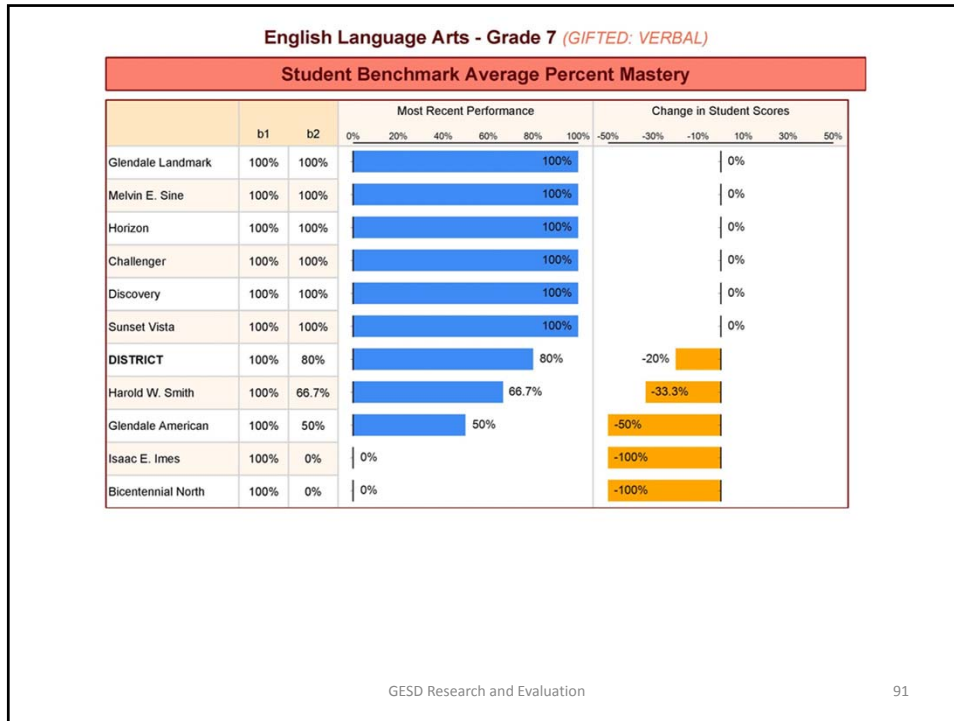 English Language Arts - Grade 7 (GIFTED: VERBAL)
Student Benchmark Average Percent Mastery
Most Recent Performance Change in Student Scores
b1 b2 0% 20% 40% 60% 80% 100% -50% -30% -10% 10% 30% 50%
Glendale Landmark 100% 100% 100% 0%
Melvin E. Sine 100% 100% 100% 0%
Horizon 100% 100% 100% 0%
Challenger 100% 100% 100% 0%
Discovery 100% 100% 100% 0%
Sunset Vista 100% 100% 100% 0%
DISTRICT 100% 80% 80% -20%
Harold W. Smith 100% 66.7% 66.7% -33.3%
Glendale American 100% 50% 50% -50%
Isaac E. Imes 100% 0% 0% -100%
Bicentennial North 100% 0% 0% -100%
GESD Research and Evaluation 91